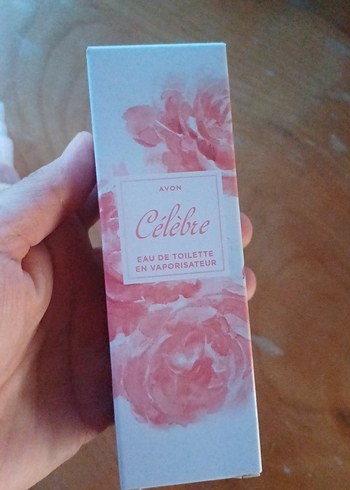 AVON
Célèbre
EAU DE TOILETTE
EN VAPORISATEUR